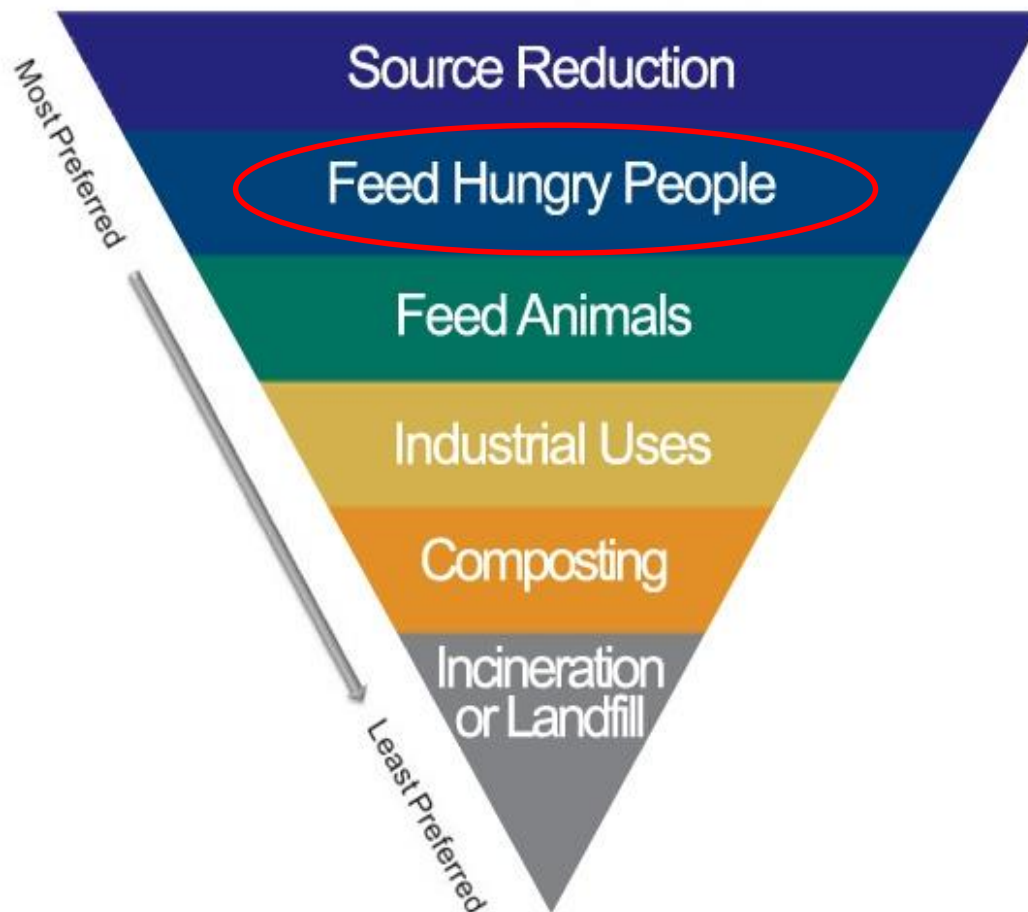 Source Reduction
Most Preferred
Feed Hungry People
Feed Animals
Industrial Uses
Composting
Incineration
or Landfill
Least Preferred